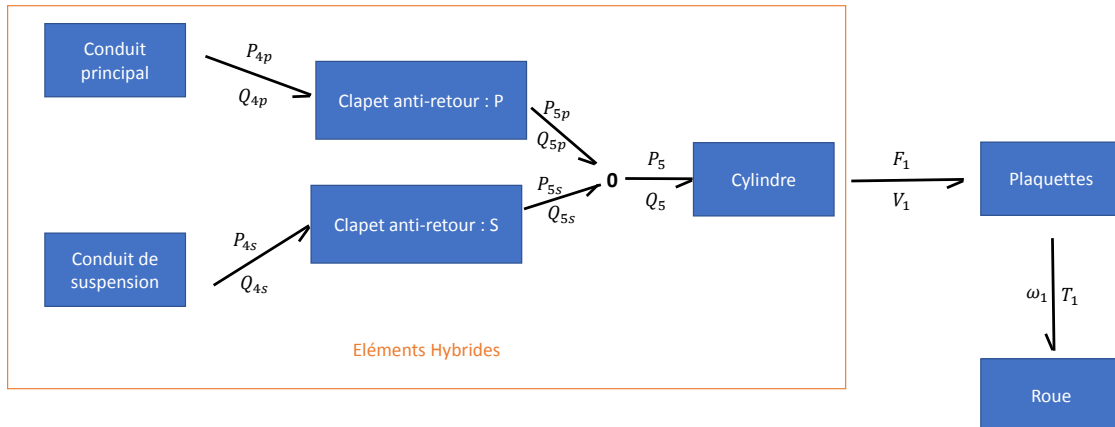 Conduit
principal
P4p
Q4p
Clapet anti-retour : P
P5p
Q5p
Conduit de
suspension
P4s
Q4s
Clapet anti-retour : S
P5s
Q5s
0
P5
Q5
Cylindre
F1
V1
Plaquettes
ω1
T1
Roue
Eléments Hybrides